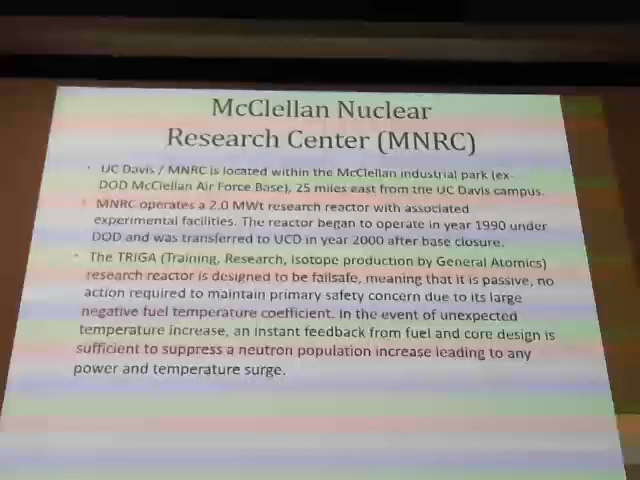 McClellan Nuclear
Research Center (MNRC)
• UC Davis / MNRC is located within the McClellan industrial park (ex-
DOD McClellan Air Force Base), 25 miles east from the UC Davis campus.
• MNRC operates a 2.0 MWt research reactor with associated
experimental facilities. The reactor began to operate in year 1990 under
DOD and was transferred to UCD in year 2000 after base closure.
• The TRIGA (Training, Research, Isotope production by General Atomics)
research reactor is designed to be failsafe, meaning that it is passive, no
action required to maintain primary safety concern due to its large
negative fuel temperature coefficient. In the event of unexpected
temperature increase, an instant feedback from fuel and core design is
sufficient to suppress a neutron population increase leading to any
power and temperature surge.